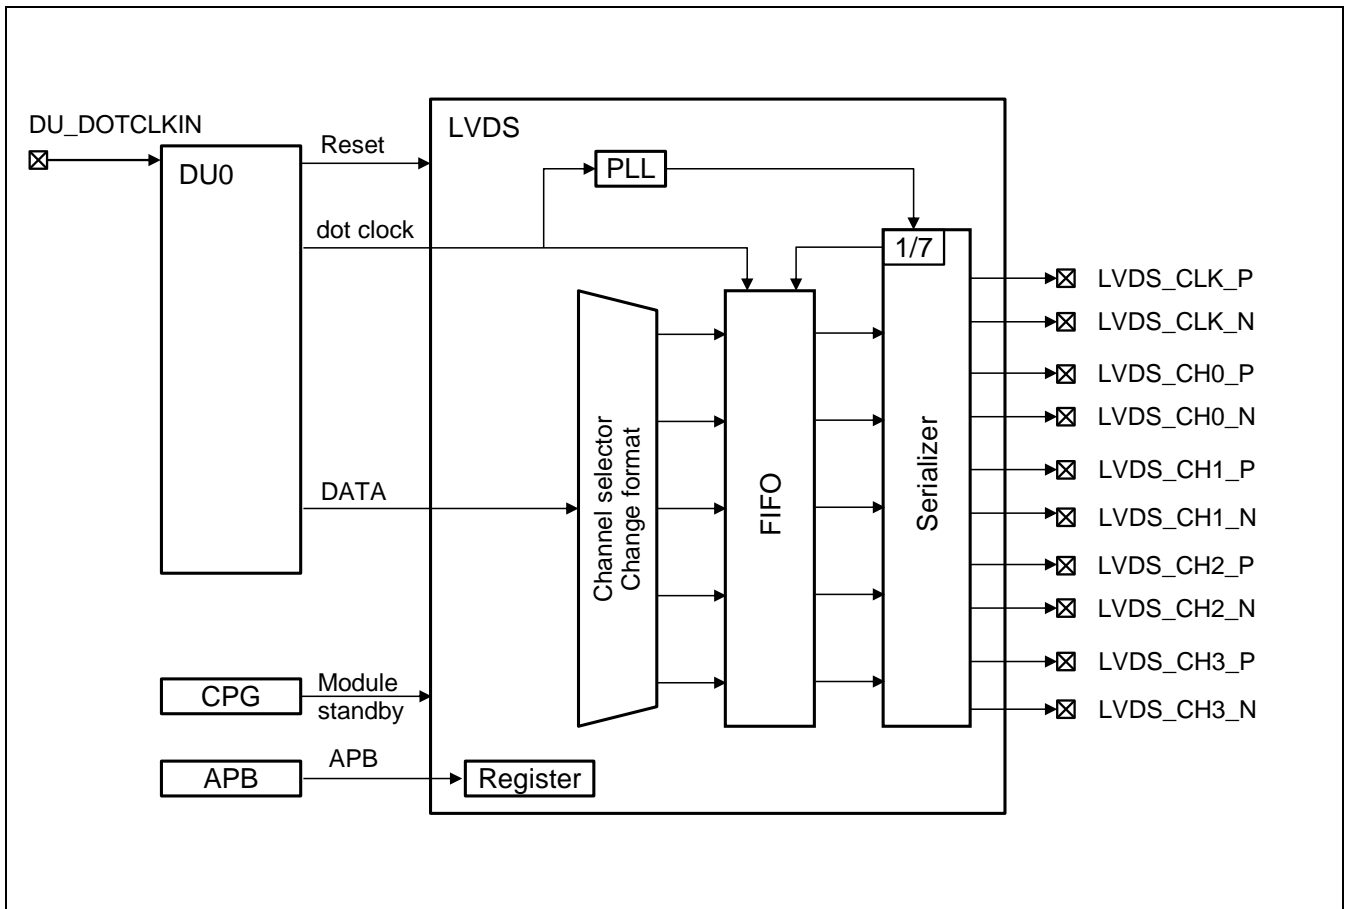 DU_DOTCLKIN
DU0
Reset
dot clock
DATA
CPG
Module
standby
APB
APB
LVDS
PLL
1/7
Channel selector
Change format
FIFO
Serializer
Register
LVDS_CLK_P
LVDS_CLK_N
LVDS_CH0_P
LVDS_CH0_N
LVDS_CH1_P
LVDS_CH1_N
LVDS_CH2_P
LVDS_CH2_N
LVDS_CH3_P
LVDS_CH3_N